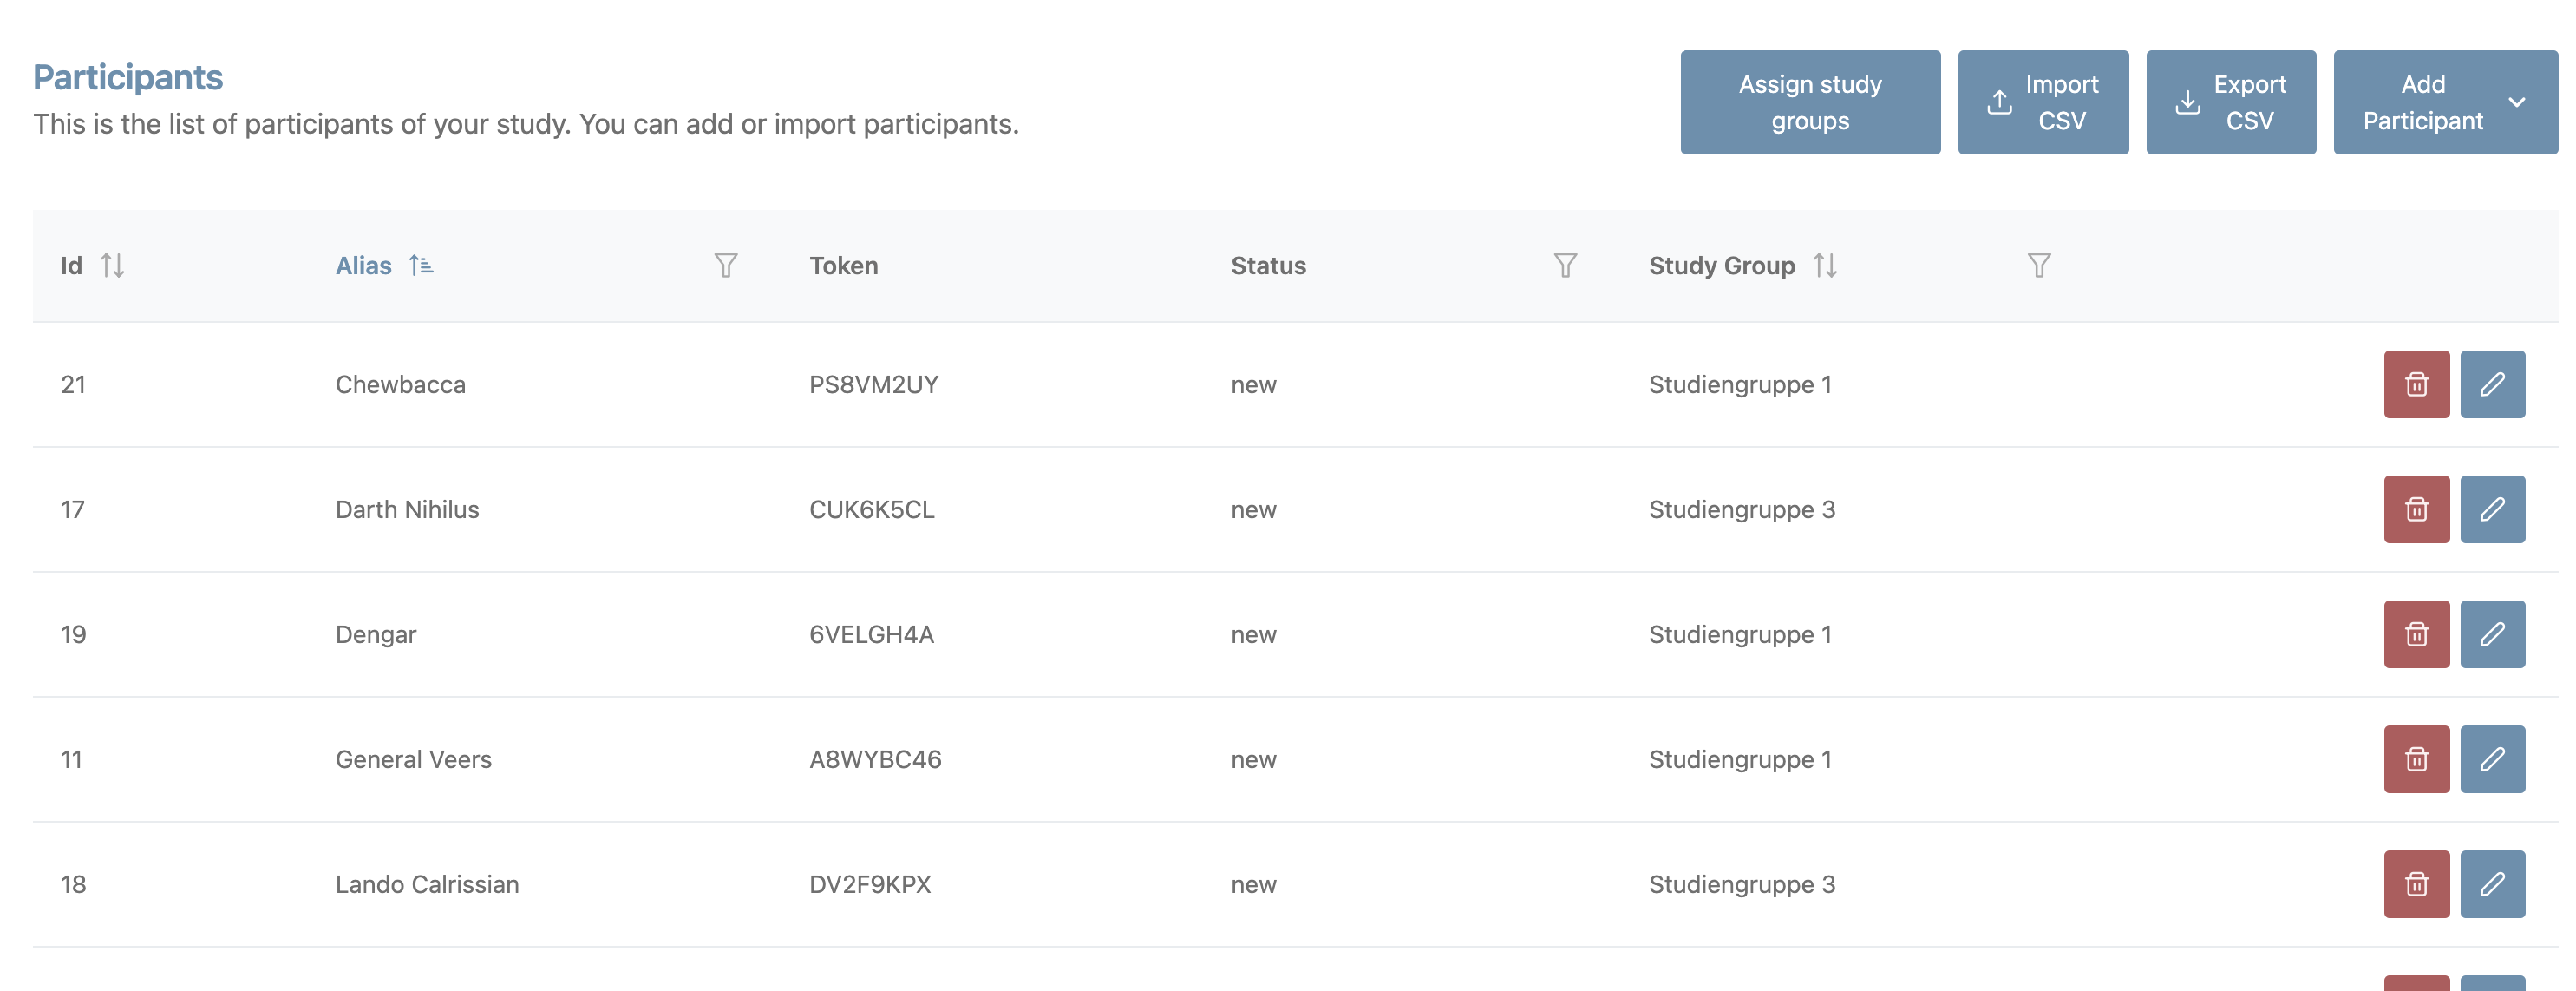 Participants
This is the list of participants of your study. You can add or import participants.
Assign study
groups
Import
CSV
Export
CSV
Add
Participant
Id Alias Token Status Study Group
21 Chewbacca PS8VM2UY new Studiengruppe 1
17 Darth Nihilus CUK6K5CL new Studiengruppe 3
19 Dengar 6VELGH4A new Studiengruppe 1
11 General Veers A8WYBC46 new Studiengruppe 1
18 Lando Calrissian DV2F9KPX new Studiengruppe 3